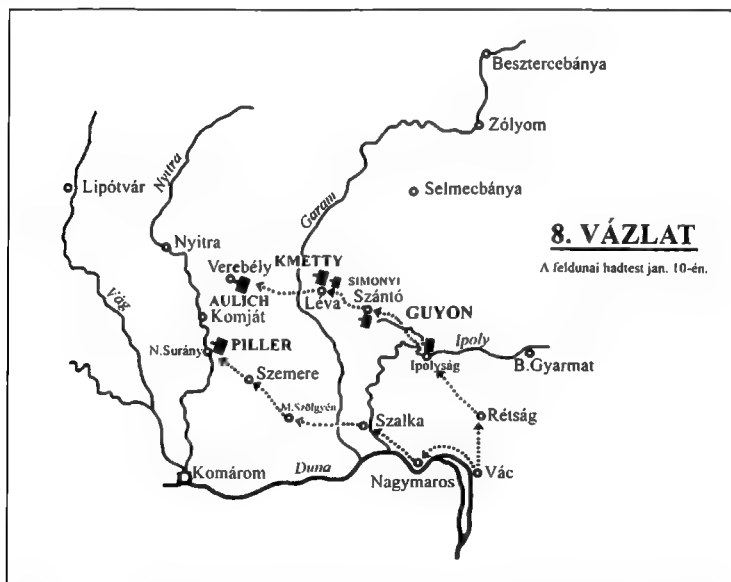 Besztercebánya
Zólyom
Selmecbánya
Lipótvár
Nyitra
Garam
Nyitra
8. VÁZLAT
A feldunai hadtest jan. 10-én.
Verebély
KMETTY
SIMONYI
Léva
Szántó
AULICH
Komját
GUYON
Vág
Ipoly
PILLER
N.Surány
Ipolyság
B.Gyarmat
Szemere
M.Szölgyén
Szalka
Rétság
Komárom
Duna
Nagymaros
Vác